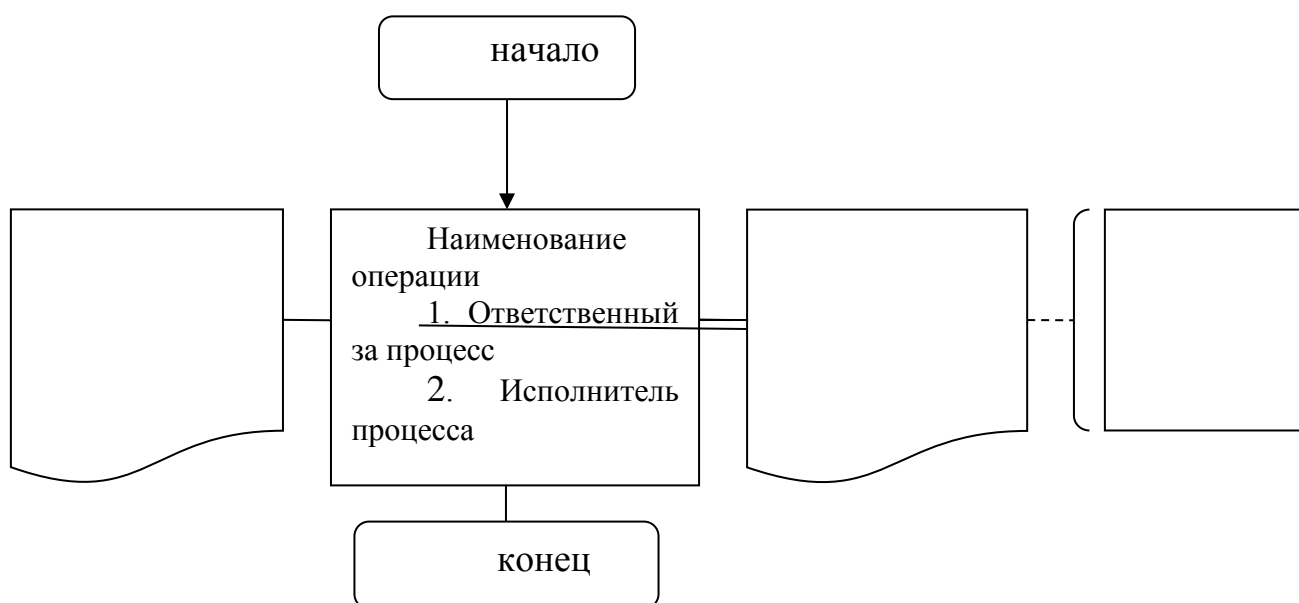 начало
Наименование
операции
1. Ответственный
за процесс
2. Исполнитель
процесса
конец